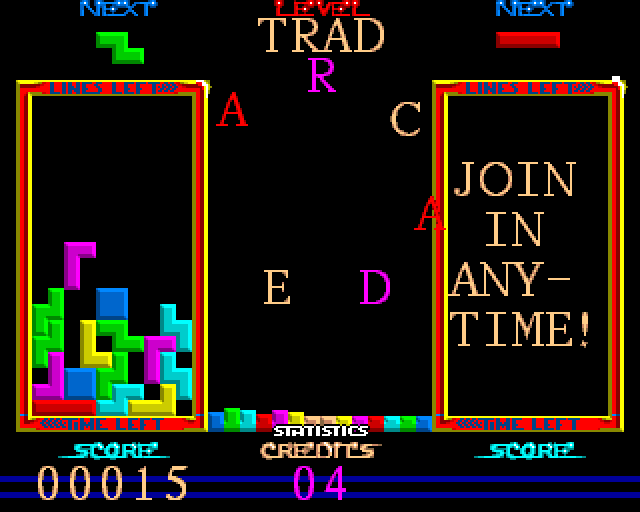 NEXT LEVEL NEXT
TRAD
R
A
C
LINES LEFT LINES LEFT
A
JOIN
IN
ANY-
TIME!
E D
TIME LEFT TIME LEFT
STATISTICS
SCORE CREDITS SCORE
00015 04